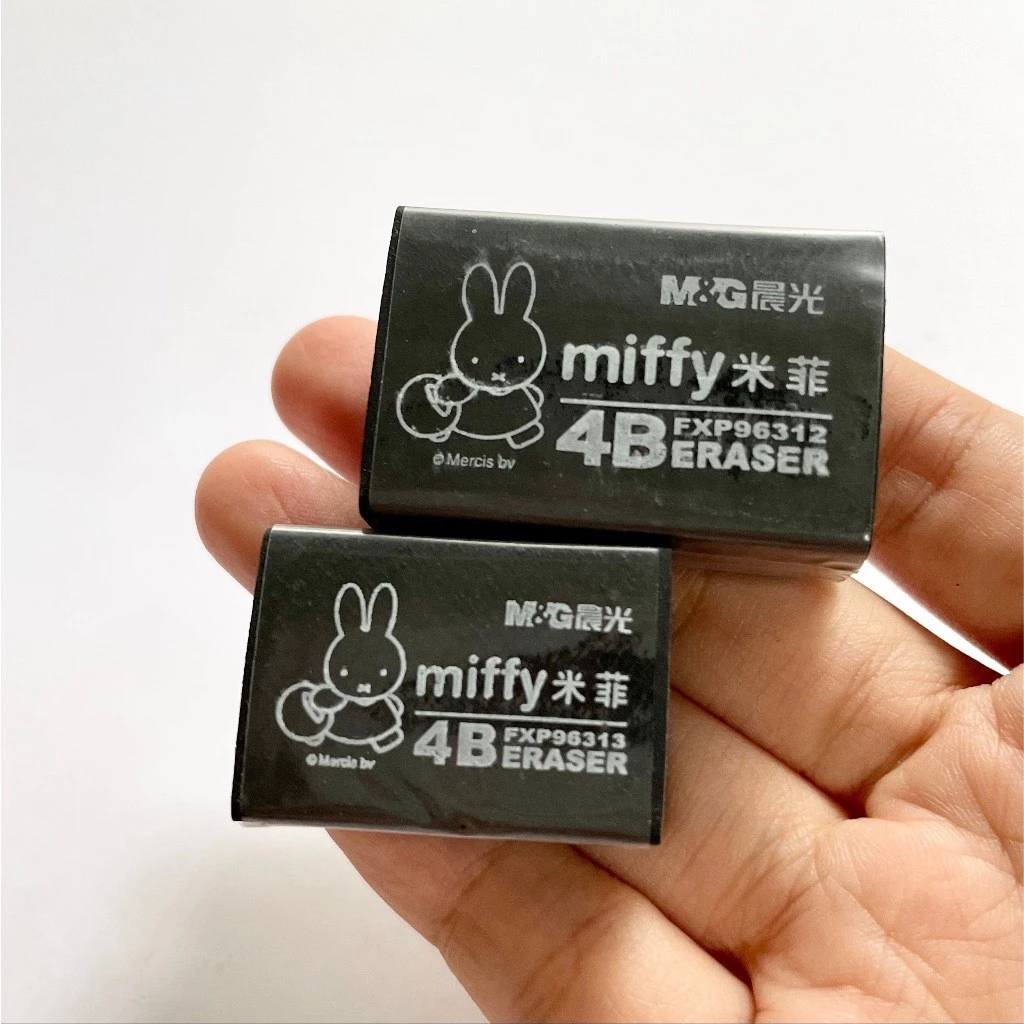 M&G晨光
miffy米菲
4B FXP96312
ERASER
© Mercis bv
M&G晨光
miffy米菲
4B FXP96313
ERASER
© Mercis bv